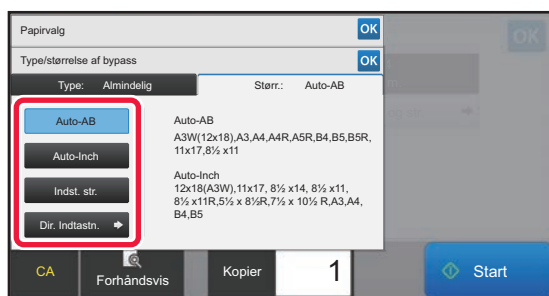 Papirvalg
OK
Type/størrelse af bypass
OK
Type: Almindelig
Størr.: Auto-AB
Auto-AB
Auto-Inch
Indst. str.
Dir. Indtastn.
Auto-AB
A3W(12x18),A3,A4,A4R,A5R,B4,B5,B5R,
11x17,8½ x11
Auto-Inch
12x18(A3W),11x17, 8½ x14, 8½ x11,
8½ x11R,5½ x 8½R,7½ x 10½ R,A3,A4,
B4,B5
OK
CA
Forhåndsvis
Kopier
1
Start